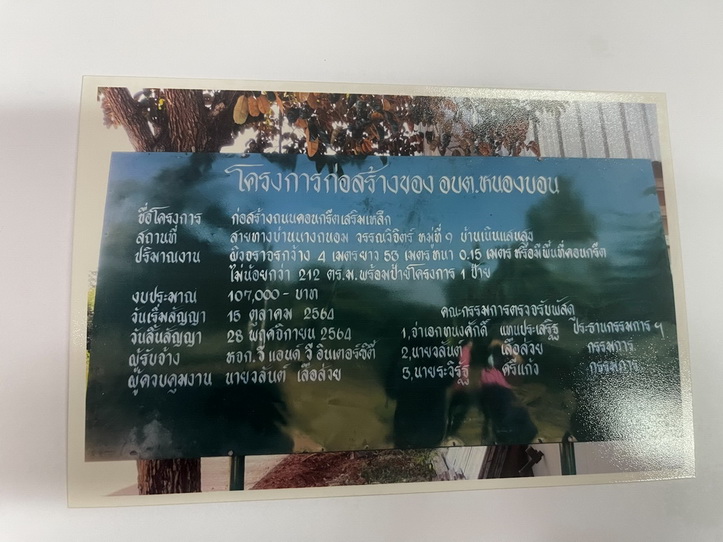 โครงการก่อสร้างของ อบต.หนองบอน
ชื่อโครงการ ก่อสร้างถนนคอนกรีตเสริมเหล็ก
สถานที่ สายทางบ้านนางถนอม วรรณวิจิตร หมู่ที่ ๑ บ้านเนินแสนสุข
ปริมาณงาน ผิวจราจรกว้าง 4 เมตรยาว 53 เมตร หนา 0.15 เมตร หรือมีพื้นที่คอนกรีต
ไม่น้อยกว่า 212 ตร.ม. พร้อมป้ายโครงการ 1 ป้าย
งบประมาณ 107,000 - บาท
วันเริ่มสัญญา 15 ตุลาคม 2564
วันสิ้นสัญญา 28 พฤศจิกายน 2564
ผู้รับจ้าง หจก. จี แอนด์ วี อินเตอร์ซิตี้
ผู้ควบคุมงาน นายวสันต์ เสือส่วย
คณะกรรมการตรวจรับพัสดุ
1,จ่าเอกทนงศักดิ์ แทนประเสริฐ ประธานกรรมการ ฯ
2,นายวสันต์ เสือส่วย กรรมการ
3,นายระวิรัฐ ศรีแกว กรรมการ